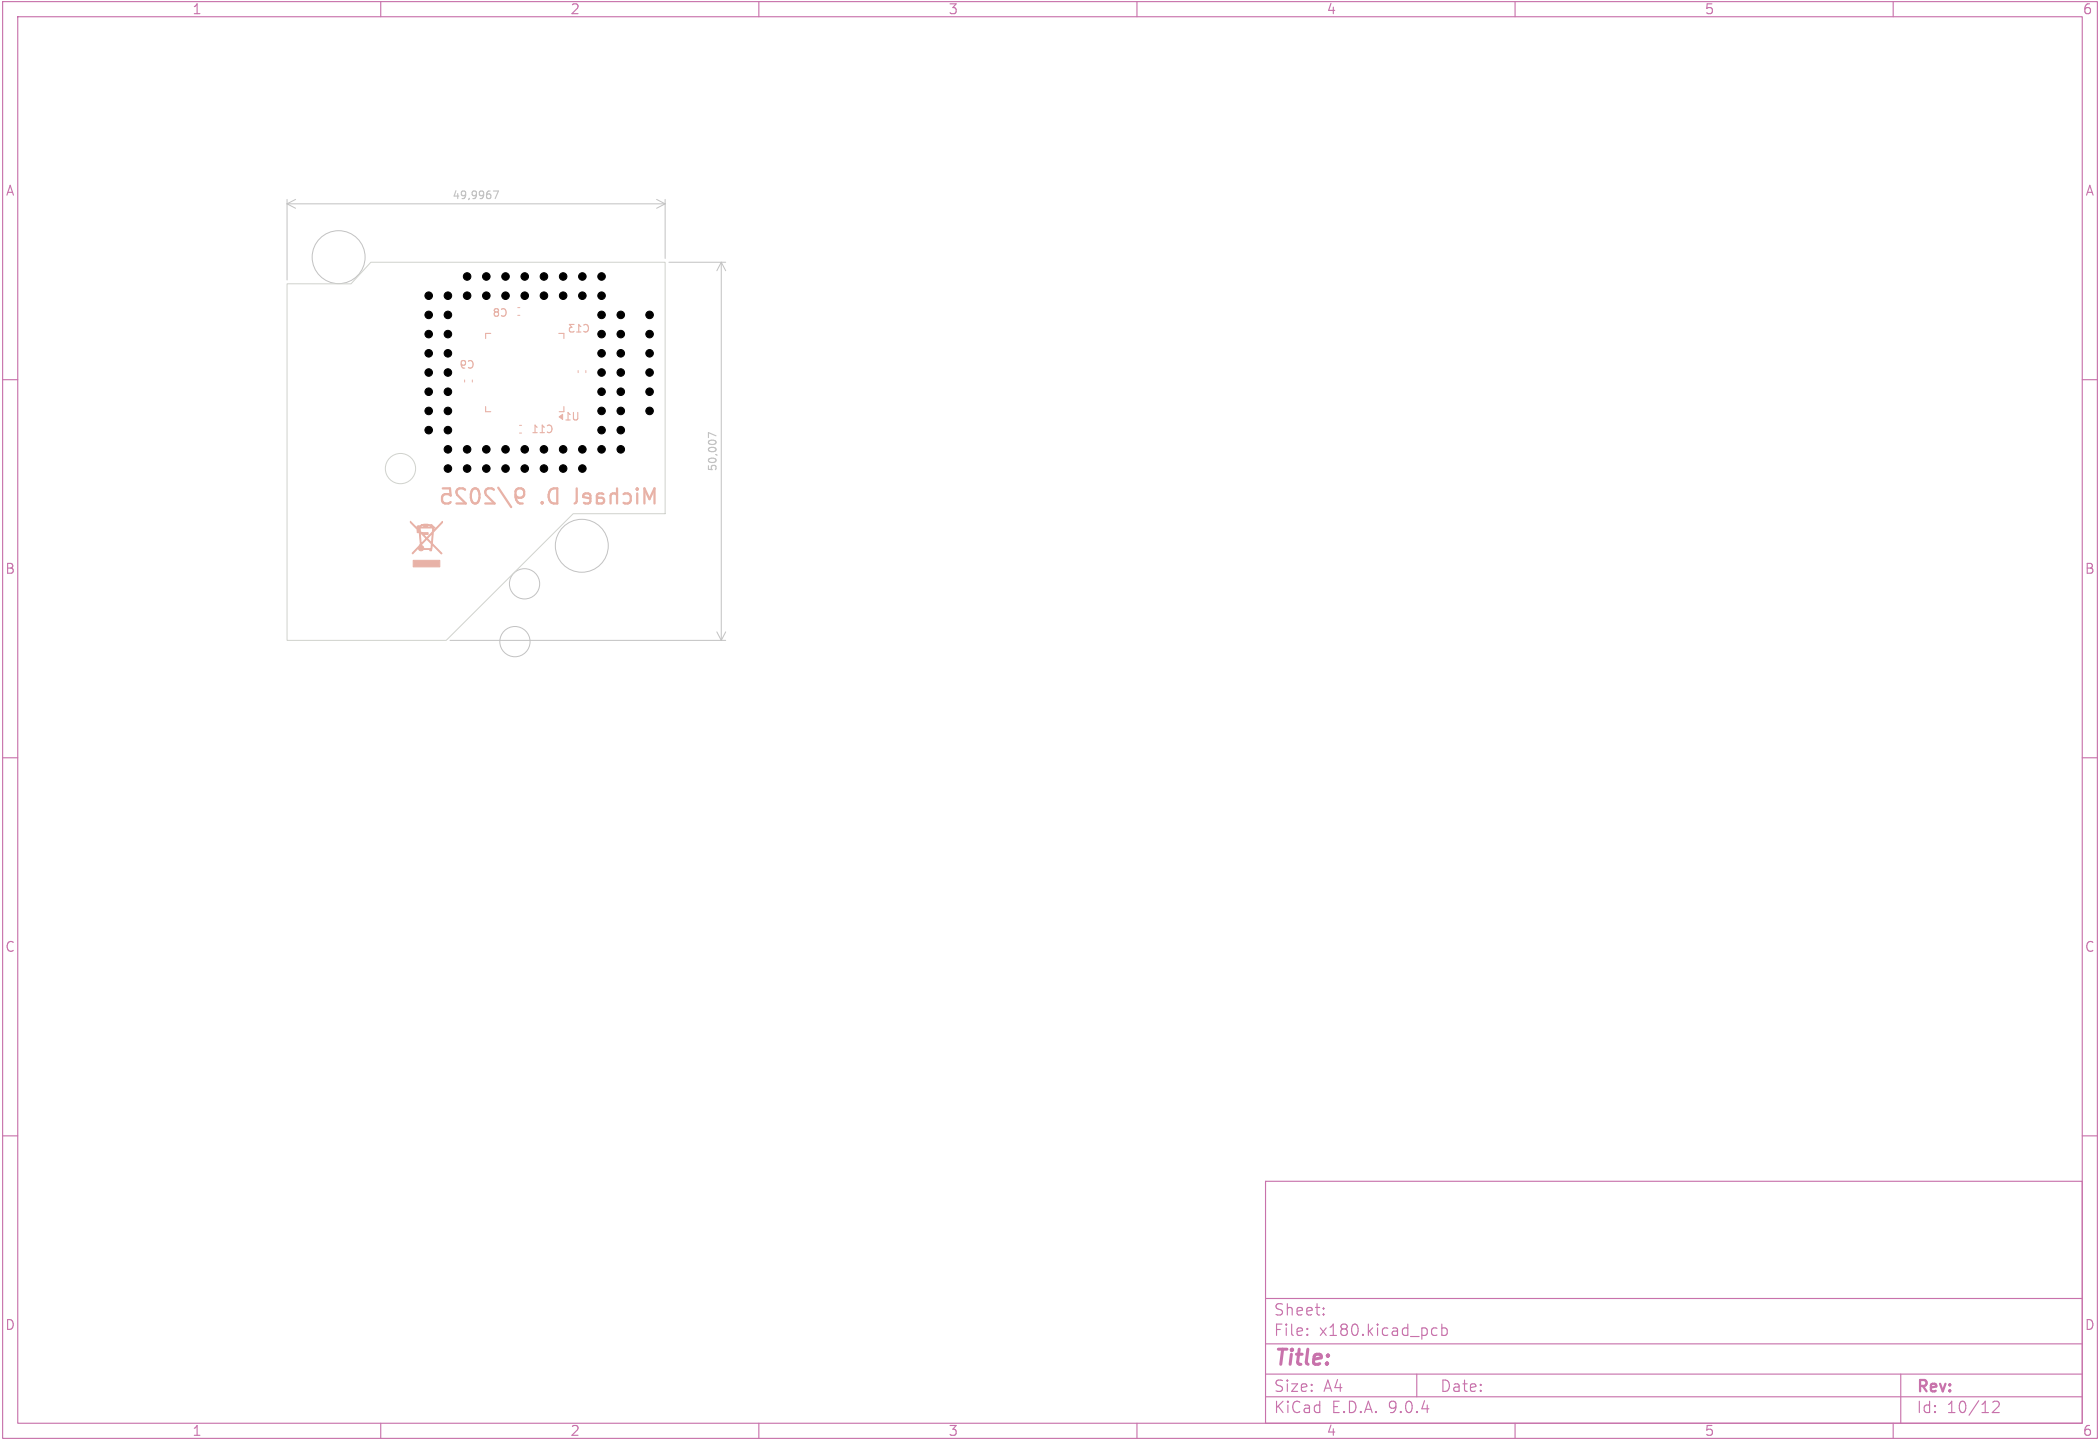 1 2 3 4 5 6
A A
49,9967
C8
C13
C9
U1
C11
50,007
Michael D. 9/2025
B B
C C
Sheet:
File: x180.kicad_pcb
D D
Title:
Size: A4 Date: Rev:
KiCad E.D.A. 9.0.4 Id: 10/12
1 2 3 4 5 6